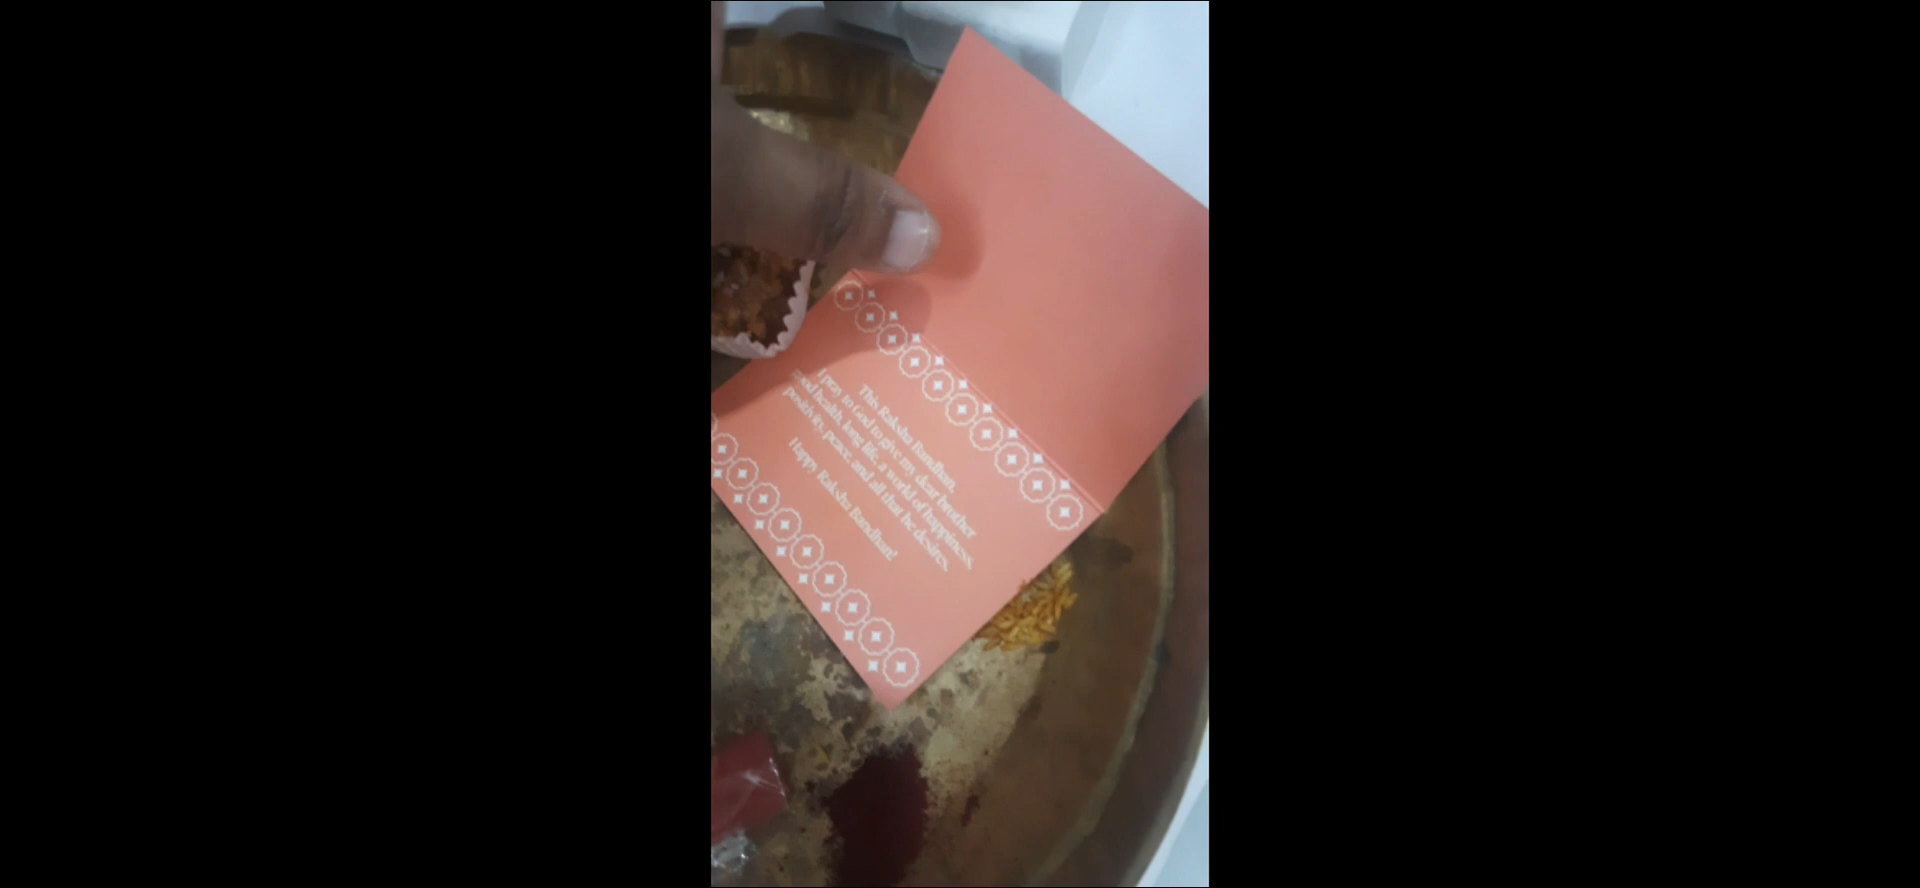 This Raksha Bandhan,
I pray to God to give my dear brother
good health, long life, a world of happiness,
positivity, peace, and all that he desires.
Happy Raksha Bandhan!